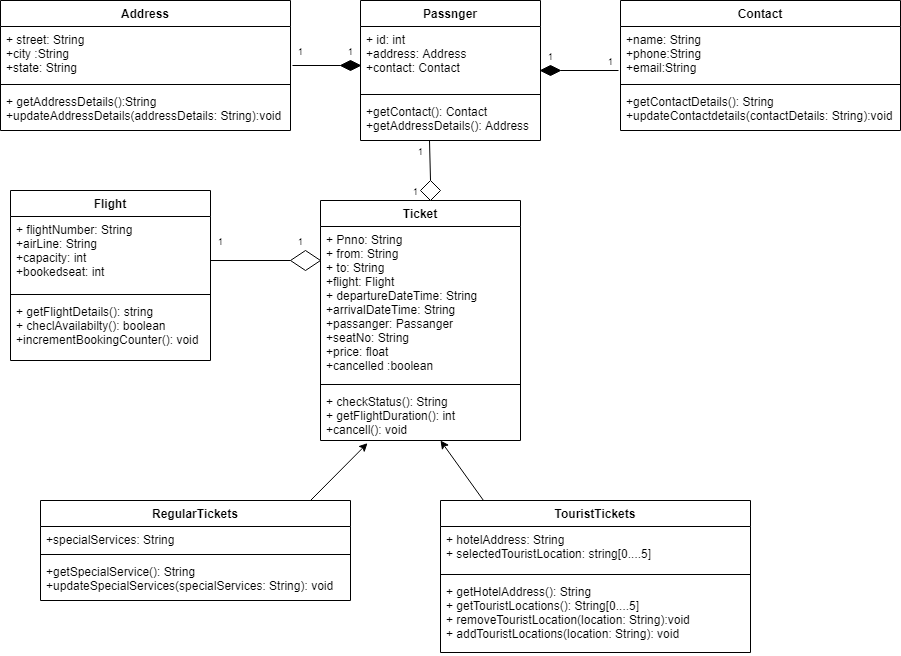 Address
+ street: String
+city :String
+state: String
+ getAddressDetails():String
+updateAddressDetails(addressDetails: String):void
1
1
Passnger
+ id: int
+address: Address
+contact: Contact
+getContact(): Contact
+getAddressDetails(): Address
1
1
Contact
+name: String
+phone:String
+email:String
+getContactDetails(): String
+updateContactdetails(contactDetails: String):void
1
1
Flight
+ flightNumber: String
+airLine: String
+capacity: int
+bookedseat: int
+ getFlightDetails(): string
+ checlAvailabilty(): boolean
+incrementBookingCounter(): void
1
1
Ticket
+ Pnno: String
+ from: String
+ to: String
+flight: Flight
+ departureDateTime: String
+arrivalDateTime: String
+passanger: Passanger
+seatNo: String
+price: float
+cancelled :boolean
+ checkStatus(): String
+ getFlightDuration(): int
+cancell(): void
RegularTickets
+specialServices: String
+getSpecialService(): String
+updateSpecialServices(specialServices: String): void
TouristTickets
+ hotelAddress: String
+ selectedTouristLocation: string[0....5]
+ getHotelAddress(): String
+ getTouristLocations(): String[0....5]
+ removeTouristLocation(location: String):void
+ addTouristLocations(location: String): void